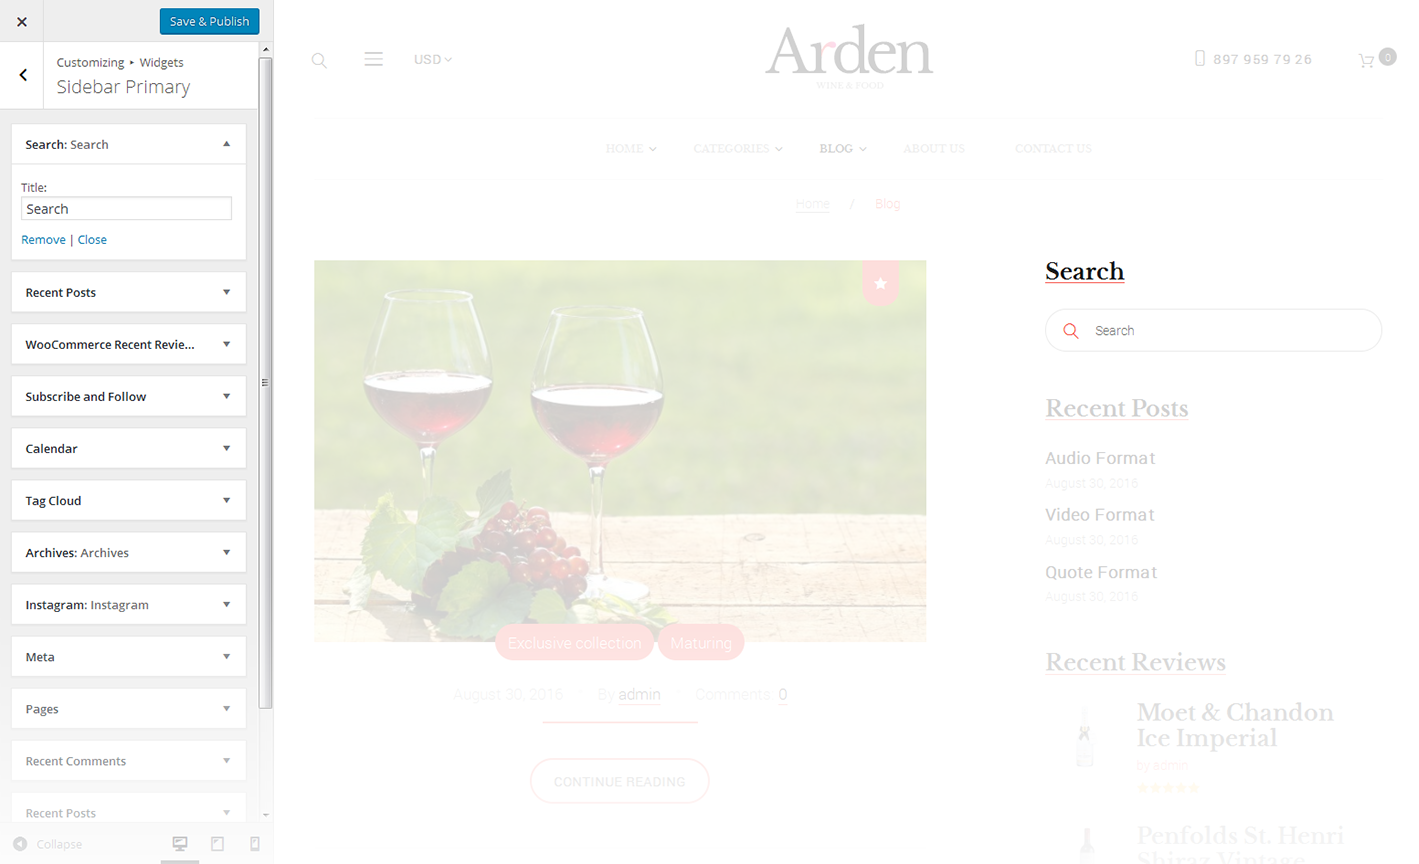 Save & Publish
Customizing ▸ Widgets
Sidebar Primary
Search: Search
Title:
Search
Remove | Close
Recent Posts
WooCommerce Recent Revie...
Subscribe and Follow
Calendar
Tag Cloud
Archives: Archives
Instagram: Instagram
Meta
Pages
Recent Comments
Recent Posts
Collapse
USD
Arden
WINE & FOOD
897 959 79 26
0
HOME
CATEGORIES
BLOG
ABOUT US
CONTACT US
Home / Blog
Exclusive collection
Maturing
August 30, 2016
By admin
Comments: 0
CONTINUE READING
Search
Search
Recent Posts
Audio Format
August 30, 2016
Video Format
August 30, 2016
Quote Format
August 30, 2016
Recent Reviews
Moet & Chandon
Ice Imperial
by admin
Penfolds St. Henri
Shiraz Vintage